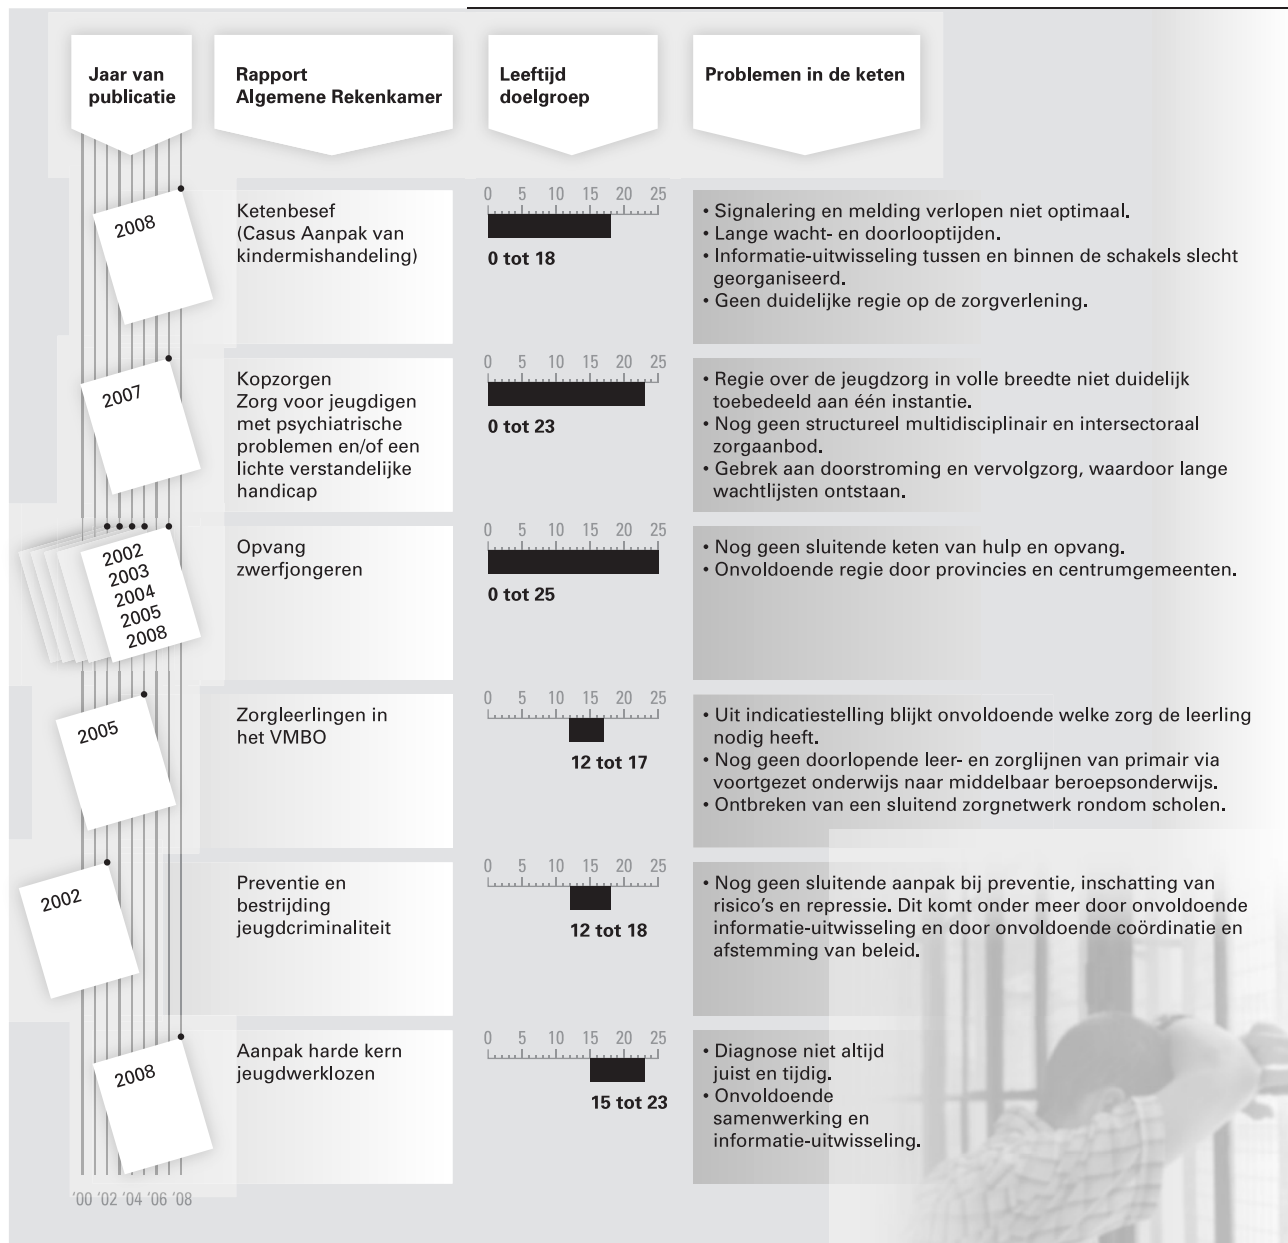 Jaar van
publicatie
Rapport
Algemene Rekenkamer
Leeftijd
doelgroep
Problemen in de keten
2008
Ketenbesef
(Casus Aanpak van
kindermishandeling)
0 5 10 15 20 25
0 tot 18
• Signalering en melding verlopen niet optimaal.
• Lange wacht- en doorlooptijden.
• Informatie-uitwisseling tussen en binnen de schakels slecht
georganiseerd.
• Geen duidelijke regie op de zorgverlening.
2007
Kopzorgen
Zorg voor jeugdigen
met psychiatrische
problemen en/of een
lichte verstandelijke
handicap
0 5 10 15 20 25
0 tot 23
• Regie over de jeugdzorg in volle breedte niet duidelijk
toebedeeld aan één instantie.
• Nog geen structureel multidisciplinair en intersectoraal
zorgaanbod.
• Gebrek aan doorstroming en vervolgzorg, waardoor lange
wachtlijsten ontstaan.
2002
2003
2004
2005
2008
Opvang
zwerfjongeren
0 5 10 15 20 25
0 tot 25
• Nog geen sluitende keten van hulp en opvang.
• Onvoldoende regie door provincies en centrumgemeenten.
2005
Zorgleerlingen in
het VMBO
0 5 10 15 20 25
12 tot 17
• Uit indicatiestelling blijkt onvoldoende welke zorg de leerling
nodig heeft.
• Nog geen doorlopende leer- en zorglijnen van primair via
voortgezet onderwijs naar middelbaar beroepsonderwijs.
• Ontbreken van een sluitend zorgnetwerk rondom scholen.
2002
Preventie en
bestrijding
jeugdcriminaliteit
0 5 10 15 20 25
12 tot 18
• Nog geen sluitende aanpak bij preventie, inschatting van
risico's en repressie. Dit komt onder meer door onvoldoende
informatie-uitwisseling en door onvoldoende coördinatie en
afstemming van beleid.
2008
Aanpak harde kern
jeugdwerklozen
0 5 10 15 20 25
15 tot 23
• Diagnose niet altijd
juist en tijdig.
• Onvoldoende
samenwerking en
informatie-uitwisseling.
'00 '02 '04 '06 '08